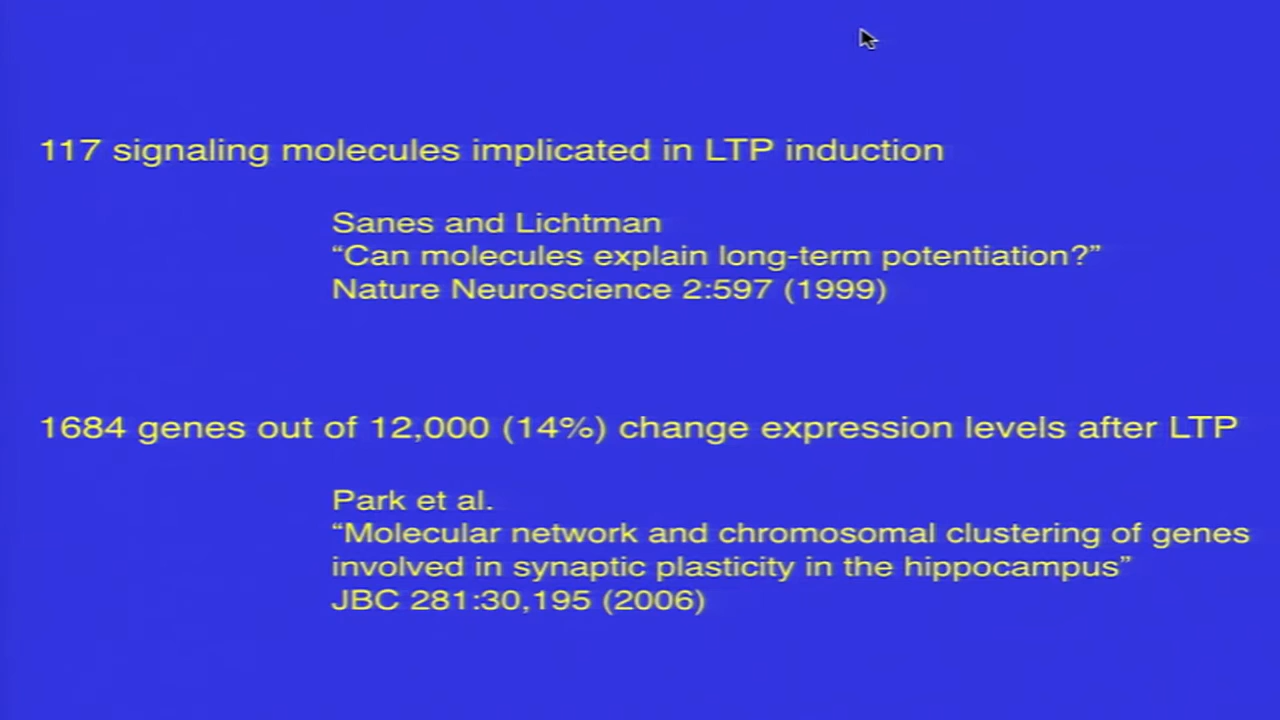 117 signaling molecules implicated in LTP induction
Sanes and Lichtman
“Can molecules explain long-term potentiation?”
Nature Neuroscience 2:597 (1999)
1684 genes out of 12,000 (14%) change expression levels after LTP
Park et al.
“Molecular network and chromosomal clustering of genes
involved in synaptic plasticity in the hippocampus”
JBC 281:30,195 (2006)